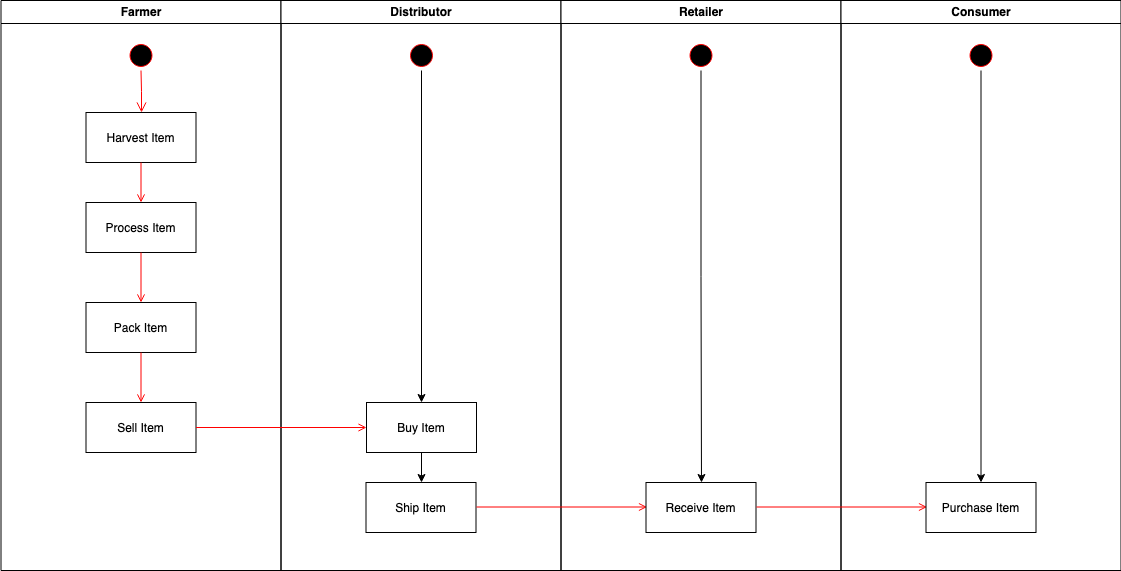 Farmer
Distributor
Retailer
Consumer
Harvest Item
Process Item
Pack Item
Sell Item
Buy Item
Ship Item
Receive Item
Purchase Item